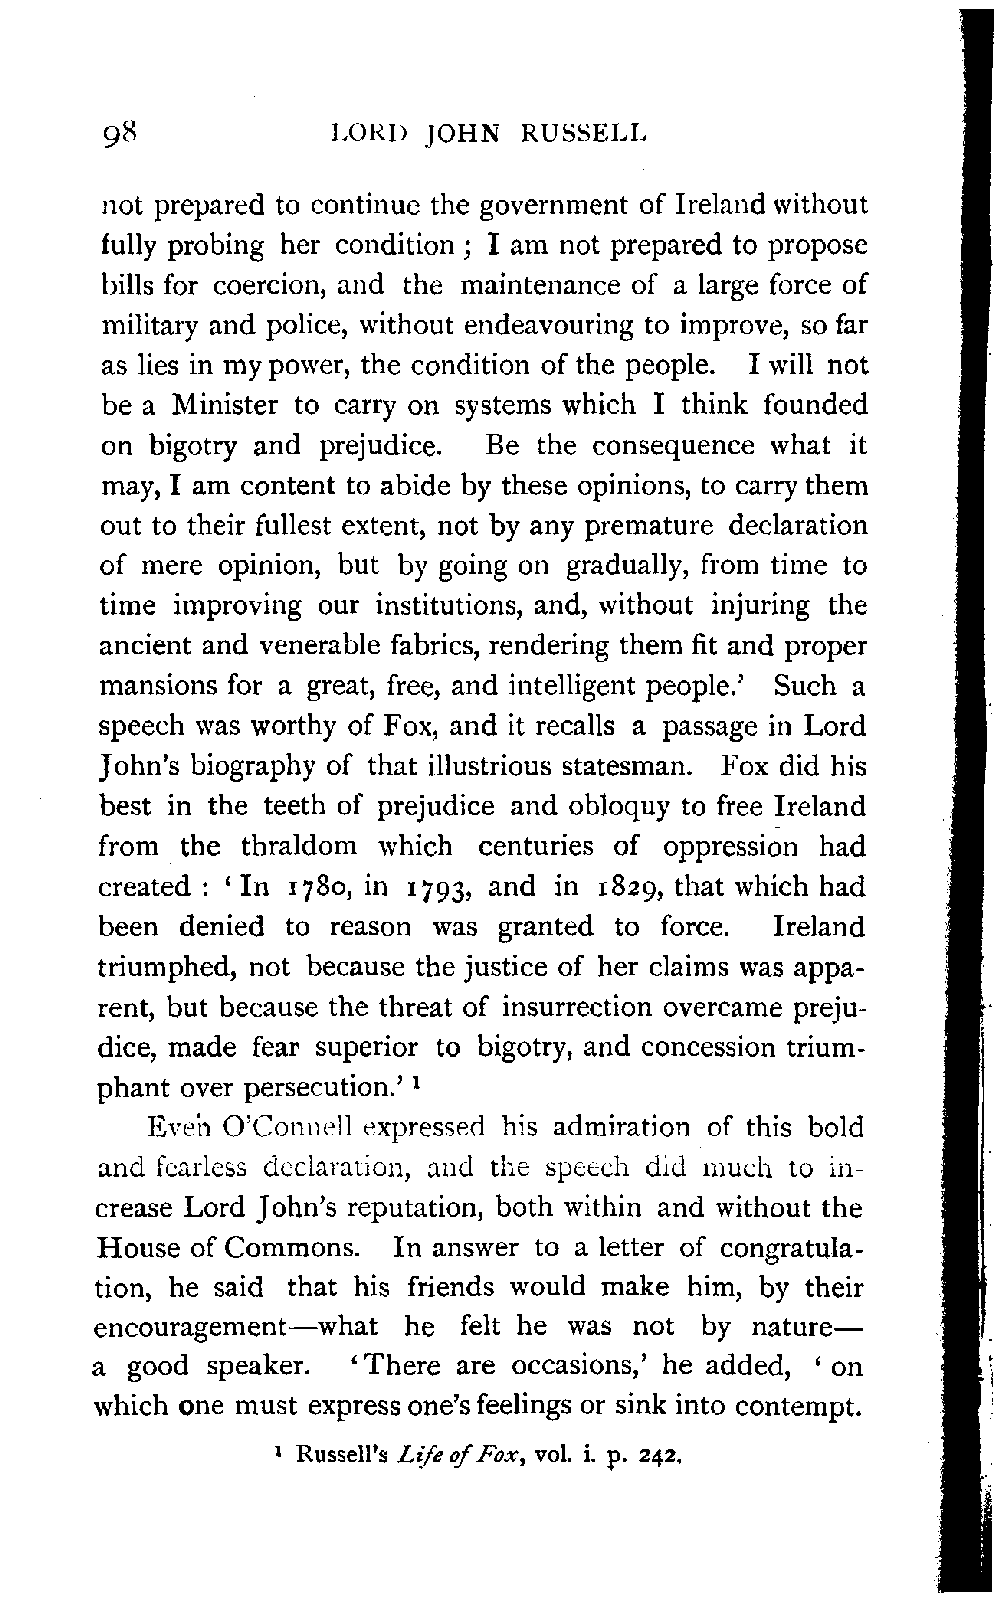 98 LORD JOHN RUSSELL
not prepared to continue the government of Ireland without
fully probing her condition ; I am not prepared to propose
bills for coercion, and the maintenance of a large force of
military and police, without endeavouring to improve, so far
as lies in my power, the condition of the people. I will not
be a Minister to carry on systems which I think founded
on bigotry and prejudice. Be the consequence what it
may, I am content to abide by these opinions, to carry them
out to their fullest extent, not by any premature declaration
of mere opinion, but by going on gradually, from time to
time improving our institutions, and, without injuring the
ancient and venerable fabrics, rendering them fit and proper
mansions for a great, free, and intelligent people.’ Such a
speech was worthy of Fox, and it recalls a passage in Lord
John’s biography of that illustrious statesman. Fox did his
best in the teeth of prejudice and obloquy to free Ireland
from the thraldom which centuries of oppression had
created : ‘ In 1780, in 1793, and in 1829, that which had
been denied to reason was granted to force. Ireland
triumphed, not because the justice of her claims was appa-
rent, but because the threat of insurrection overcame preju-
dice, made fear superior to bigotry, and concession trium-
phant over persecution.’ ¹
Even O’Connell expressed his admiration of this bold
and fearless declaration, and the speech did much to in-
crease Lord John’s reputation, both within and without the
House of Commons. In answer to a letter of congratula-
tion, he said that his friends would make him, by their
encouragement—what he felt he was not by nature—
a good speaker. ‘ There are occasions,’ he added, ‘ on
which one must express one’s feelings or sink into contempt.
¹ Russell’s Life of Fox, vol. i. p. 242.